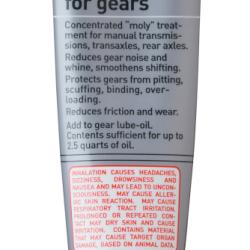 for gears
Concentrated "moly" treat-
ment for manual transmis-
sions, transaxles, rear axles.
Reduces gear noise and
whine, smoothens shifting.
Protects gears from pitting,
scuffing, binding, over-
loading.
Reduces friction and wear.
Add to gear lube-oil.
Contents sufficient for up to
2.5 quarts of oil.
INHALATION CAUSES HEADACHES,
DIZZINESS, DROWSINESS AND
NAUSEA AND MAY LEAD TO UNCON-
SCIOUSNESS. MAY CAUSE ALLER-
GIC SKIN REACTION. MAY CAUSE
RESPIRATORY TRACT IRRITATION.
PROLONGED OR REPEATED CON-
TACT MAY DRY SKIN AND CAUSE
IRRITATION. CONTAINS MATERIAL
THAT MAY CAUSE TARGET ORGAN
DAMAGE, BASED ON ANIMAL DATA.